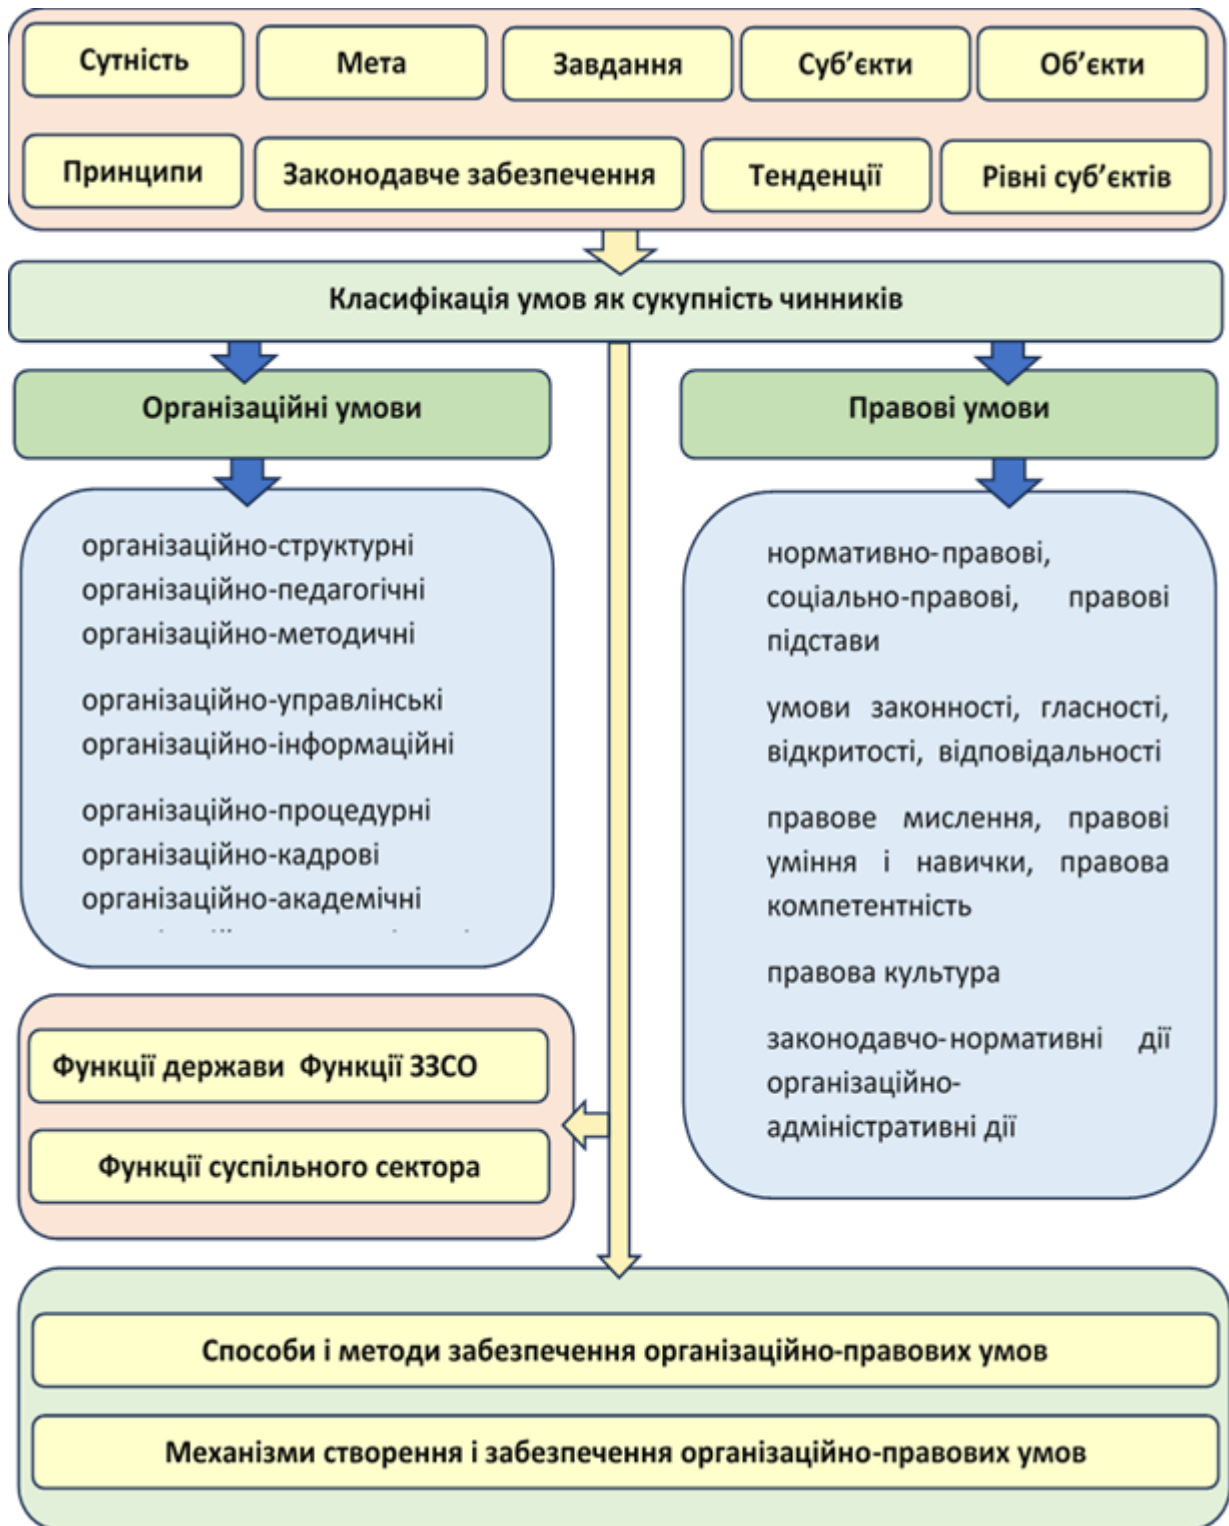 Сутність
Мета
Завдання
Суб’єкти
Об’єкти
Принципи
Законодавче забезпечення
Тенденції
Рівні суб’єктів
Класифікація умов як сукупність чинників
Організаційні умови
Правові умови
організаційно-структурні
організаційно-педагогічні
організаційно-методичні
організаційно-управлінські
організаційно-інформаційні
організаційно-процедурні
організаційно-кадрові
організаційно-академічні
нормативно-правові,
соціально-правові, правові
підстави
умови законності, гласності,
відкритості, відповідальності
правове мислення, правові
уміння і навички, правова
компетентність
правова культура
законодавчо-нормативні дії
організаційно-
адміністративні дії
Функції держави Функції ЗЗСО
Функції суспільного сектора
Способи і методи забезпечення організаційно-правових умов
Механізми створення і забезпечення організаційно-правових умов